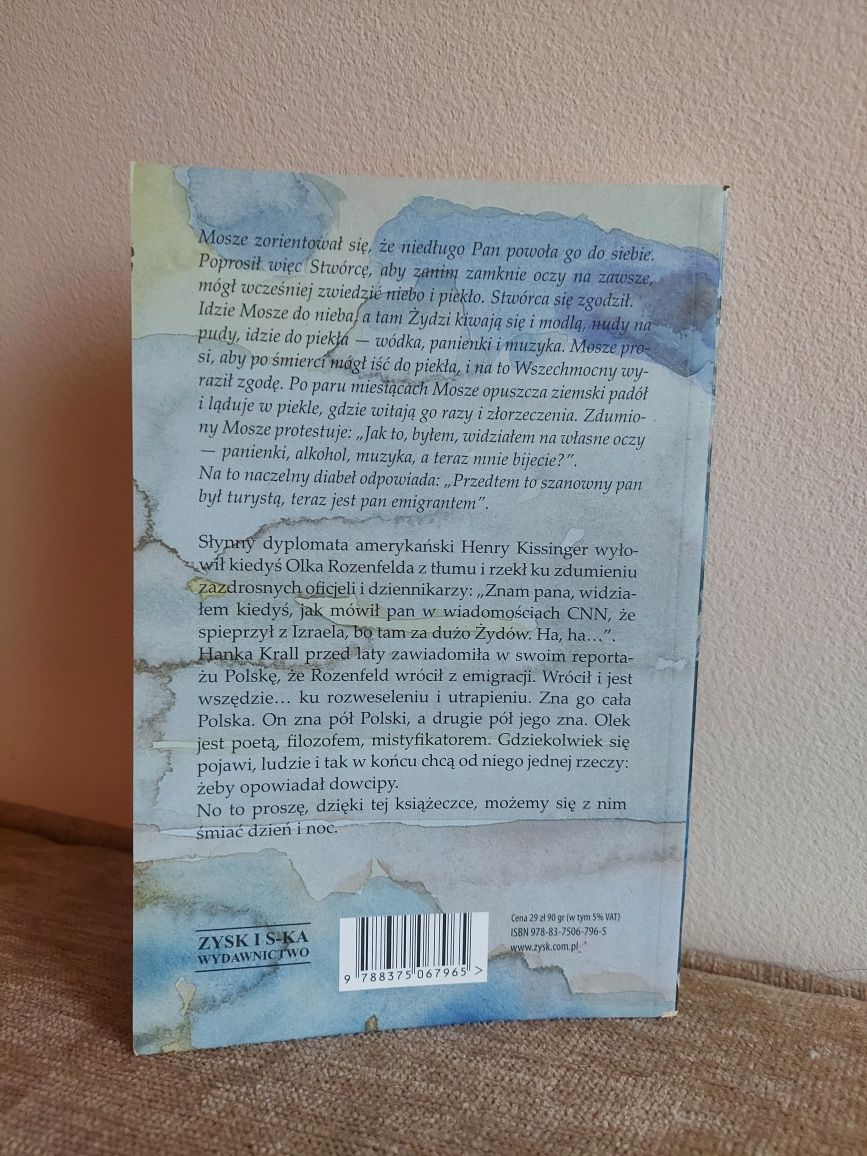 Mosze zorientował się, że niedługo Pan powoła go do siebie.
Poprosił więc Stwórcę, aby zanim zamknie oczy na zawsze,
mógł wcześniej zwiedzić niebo i piekło. Stwórca się zgodził.
Idzie Mosze do nieba, a tam Żydzi kiwają się i modlą, nudy na
pudy, idzie do piekła — wódka, panienki i muzyka. Mosze pro-
si, aby po śmierci mógł iść do piekła, i na to Wszechmocny wy-
raził zgodę. Po paru miesiącach Mosze opuszcza ziemski padół
i ląduje w piekle, gdzie witają go razy i złorzeczenia. Zdumio-
ny Mosze protestuje: „Jak to, byłem, widziałem na własne oczy
— panienki, alkohol, muzyka, a teraz mnie bijecie?”.
Na to naczelny diabeł odpowiada: „Przedtem to szanowny pan
był turystą, teraz jest pan emigrantem”.
Słynny dyplomata amerykański Henry Kissinger wyło-
wił kiedyś Olka Rozenfelda z tłumu i rzekł ku zdumieniu
zazdrosnych oficjeli i dziennikarzy: „Znam pana, widzia-
łem kiedyś, jak mówił pan w wiadomościach CNN, że
spieprzył z Izraela, bo tam za dużo Żydów. Ha, ha…”.
Hanka Krall przed laty zawiadomiła w swoim reporta-
żu Polskę, że Rozenfeld wrócił z emigracji. Wrócił i jest
wszędzie… ku rozweseleniu i utrapieniu. Zna go cała
Polska. On zna pół Polski, a drugie pół jego zna. Olek
jest poetą, filozofem, mistyfikatorem. Gdziekolwiek się
pojawi, ludzie i tak w końcu chcą od niego jednej rzeczy:
żeby opowiadał dowcipy.
No to proszę, dzięki tej książeczce, możemy się z nim
śmiać dzień i noc.
ZYSK I S-KA
WYDAWNICTWO
9 788375 067965 >
Cena 29 zł 90 gr (w tym 5% VAT)
ISBN 978-83-7506-796-5
www.zysk.com.pl